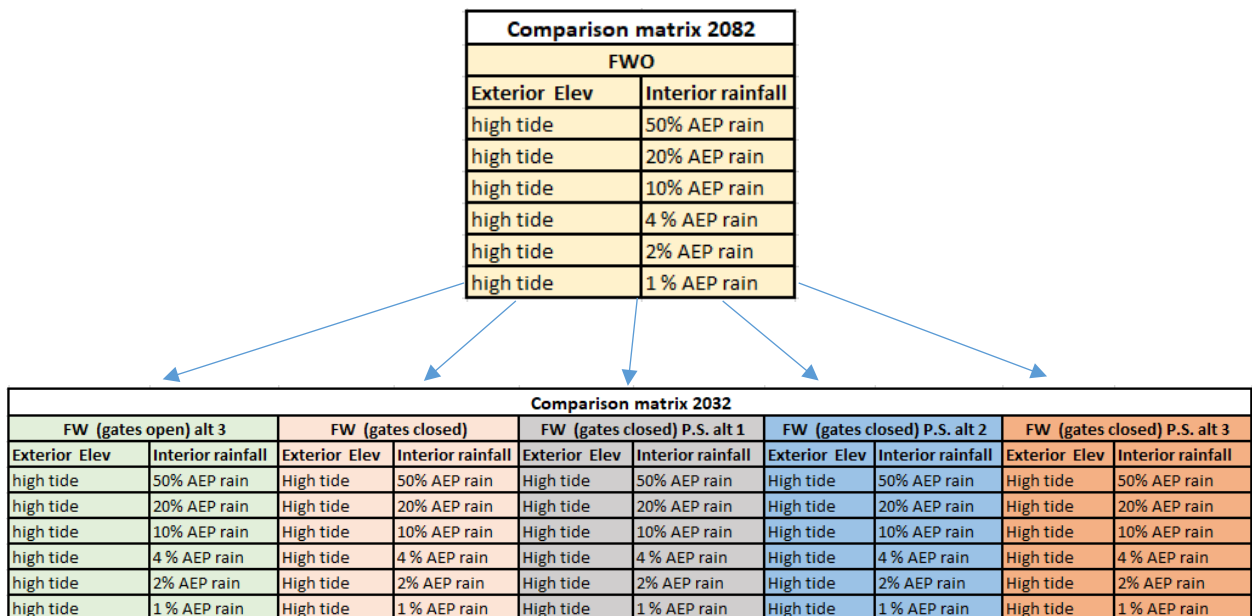 Comparison matrix 2082
FWO
Exterior Elev Interior rainfall
high tide 50% AEP rain
high tide 20% AEP rain
high tide 10% AEP rain
high tide 4 % AEP rain
high tide 2% AEP rain
high tide 1 % AEP rain
Comparison matrix 2032
FW (gates open) alt 3 FW (gates closed) FW (gates closed) P.S. alt 1 FW (gates closed) P.S. alt 2 FW (gates closed) P.S. alt 3
Exterior Elev Interior rainfall Exterior Elev Interior rainfall Exterior Elev Interior rainfall Exterior Elev Interior rainfall Exterior Elev Interior rainfall
high tide 50% AEP rain High tide 50% AEP rain High tide 50% AEP rain High tide 50% AEP rain High tide 50% AEP rain
high tide 20% AEP rain High tide 20% AEP rain High tide 20% AEP rain High tide 20% AEP rain High tide 20% AEP rain
high tide 10% AEP rain High tide 10% AEP rain High tide 10% AEP rain High tide 10% AEP rain High tide 10% AEP rain
high tide 4 % AEP rain High tide 4 % AEP rain High tide 4 % AEP rain High tide 4 % AEP rain High tide 4 % AEP rain
high tide 2% AEP rain High tide 2% AEP rain High tide 2% AEP rain High tide 2% AEP rain High tide 2% AEP rain
high tide 1 % AEP rain High tide 1 % AEP rain High tide 1 % AEP rain High tide 1 % AEP rain High tide 1 % AEP rain